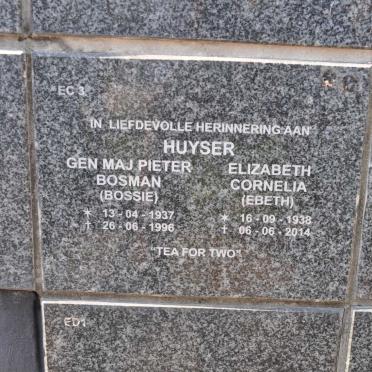 EC 3
IN LIEFDEVOLLE HERINNERING AAN
HUYSER
GEN MAJ PIETER BOSMAN (BOSSIE)
* 13 - 04 - 1937
† 26 - 06 - 1996
ELIZABETH CORNELIA (EBETH)
* 16 - 09 - 1938
† 06 - 06 - 2014
"TEA FOR TWO"
ED1